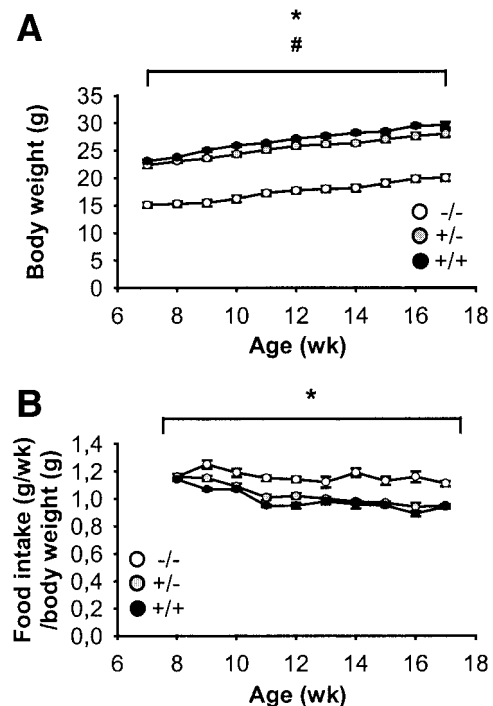 A
*
#
Body weight (g)
35
30
25
20
15
10
5
0
-/-
+/-
+/+
6 8 10 12 14 16 18
Age (wk)
B
*
Food intake (g/wk)
/body weight (g)
1,4
1,2
1,0
0,8
0,6
0,4
0,2
0,0
-/-
+/-
+/+
6 8 10 12 14 16 18
Age (wk)